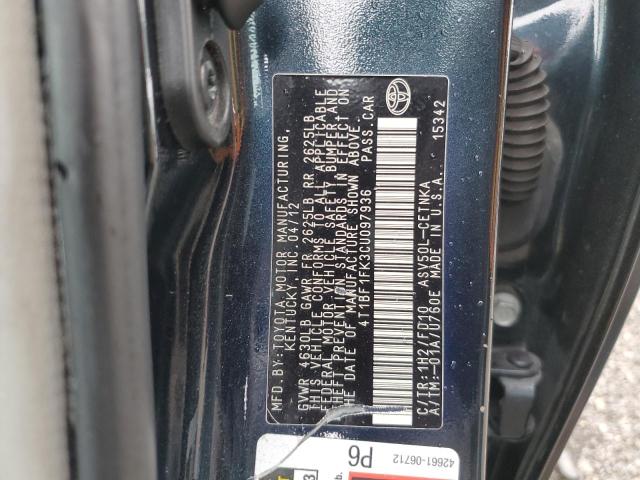 MFD. BY: TOYOTA MOTOR MANUFACTURING,
KENTUCKY, INC. 04/12
GVWR 4630LB GAWR FR 2625LB RR 2625LB
THIS VEHICLE CONFORMS TO ALL APPLICABLE
FEDERAL MOTOR VEHICLE SAFETY, BUMPER AND
THEFT PREVENTION STANDARDS IN EFFECT ON
THE DATE OF MANUFACTURE SHOWN ABOVE.
4T1BF1FK3CU097936 PASS.CAR
C/TR:1H2/FD10 ASV50L-CETNKA
A/TM:-01A/U760E MADE IN U.S.A. 15342
P6
42661-06712